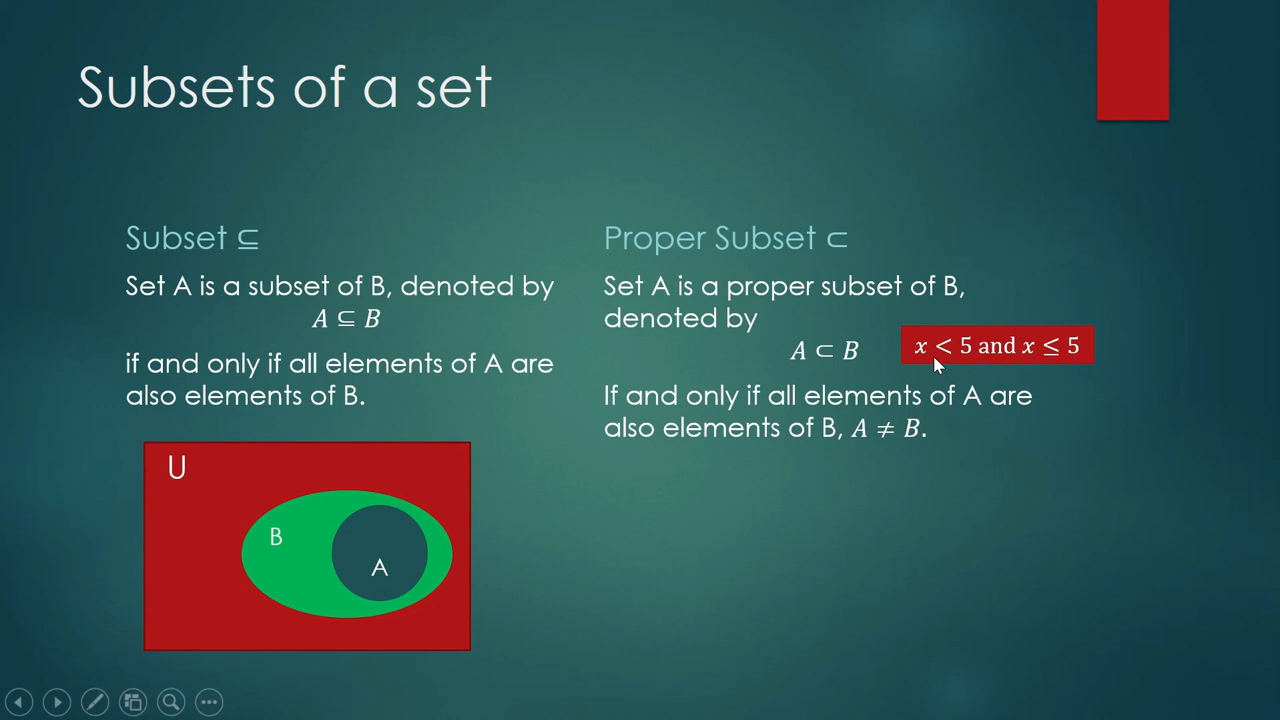 Subsets of a set
Subset ⊆
Set A is a subset of B, denoted by
A ⊆ B
if and only if all elements of A are
also elements of B.
U
B
A
Proper Subset ⊂
Set A is a proper subset of B,
denoted by
A ⊂ B
x < 5 and x ≤ 5
If and only if all elements of A are
also elements of B, A ≠ B.